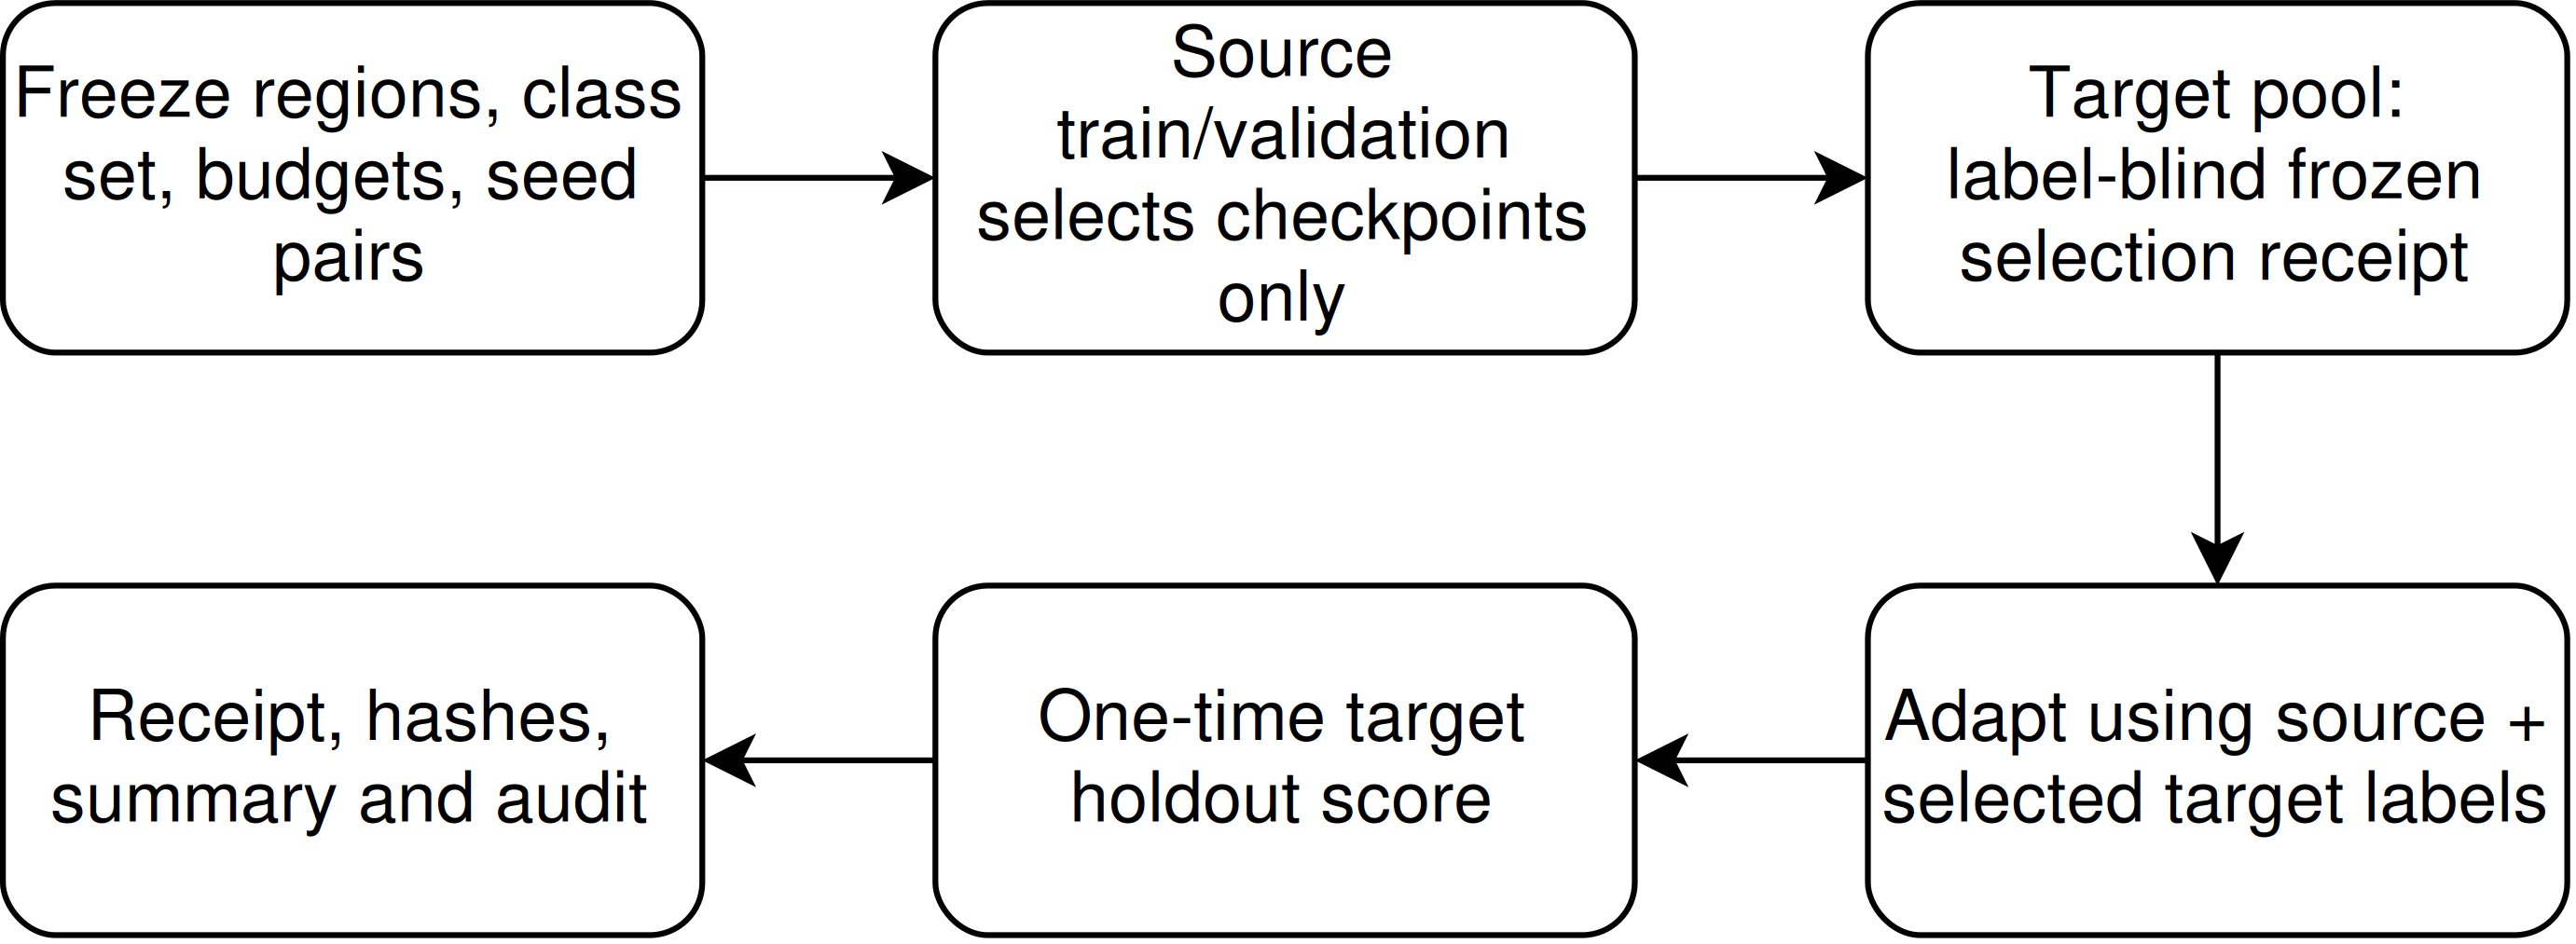 Freeze regions, class
set, budgets, seed
pairs
Source
train/validation
selects checkpoints
only
Target pool:
label-blind frozen
selection receipt
Adapt using source +
selected target labels
One-time target
holdout score
Receipt, hashes,
summary and audit